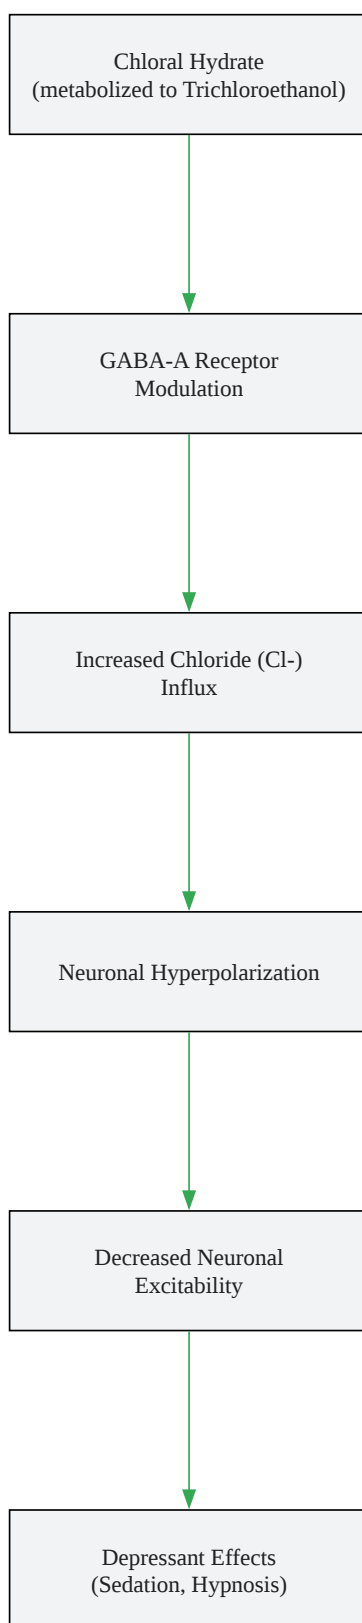 Chloral Hydrate
(metabolized to Trichloroethanol)
GABA-A Receptor
Modulation
Increased Chloride (Cl-)
Influx
Neuronal Hyperpolarization
Decreased Neuronal
Excitability
Depressant Effects
(Sedation, Hypnosis)